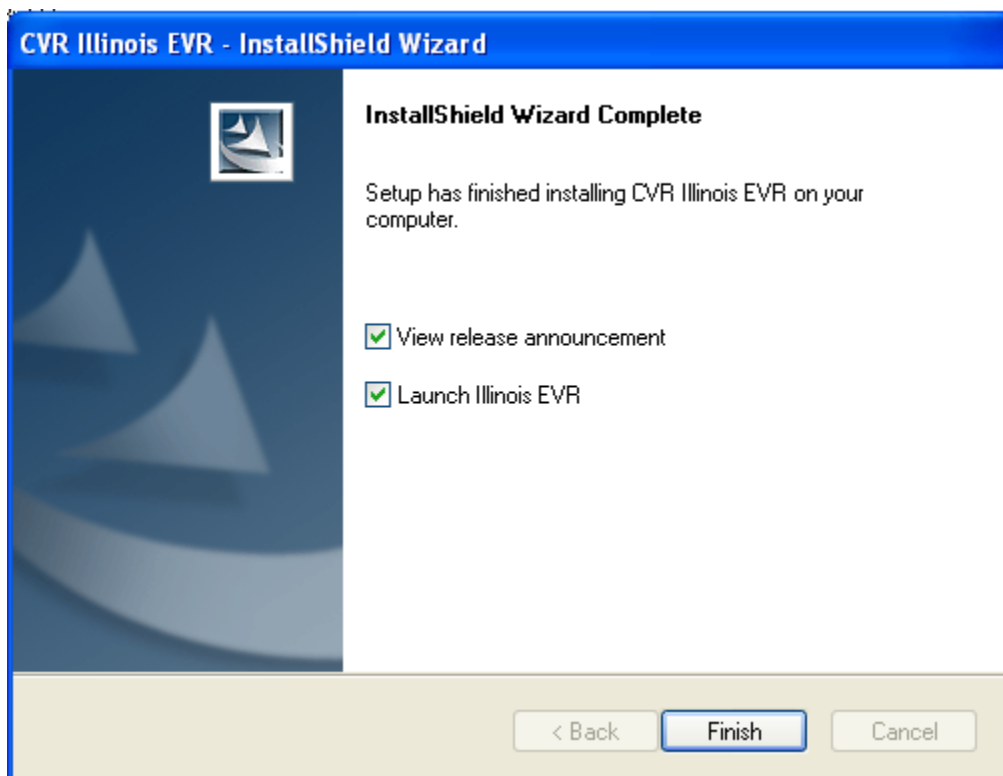 CVR Illinois EVR - InstallShield Wizard
InstallShield Wizard Complete
Setup has finished installing CVR Illinois EVR on your
computer.
View release announcement
Launch Illinois EVR
< Back
Finish
Cancel